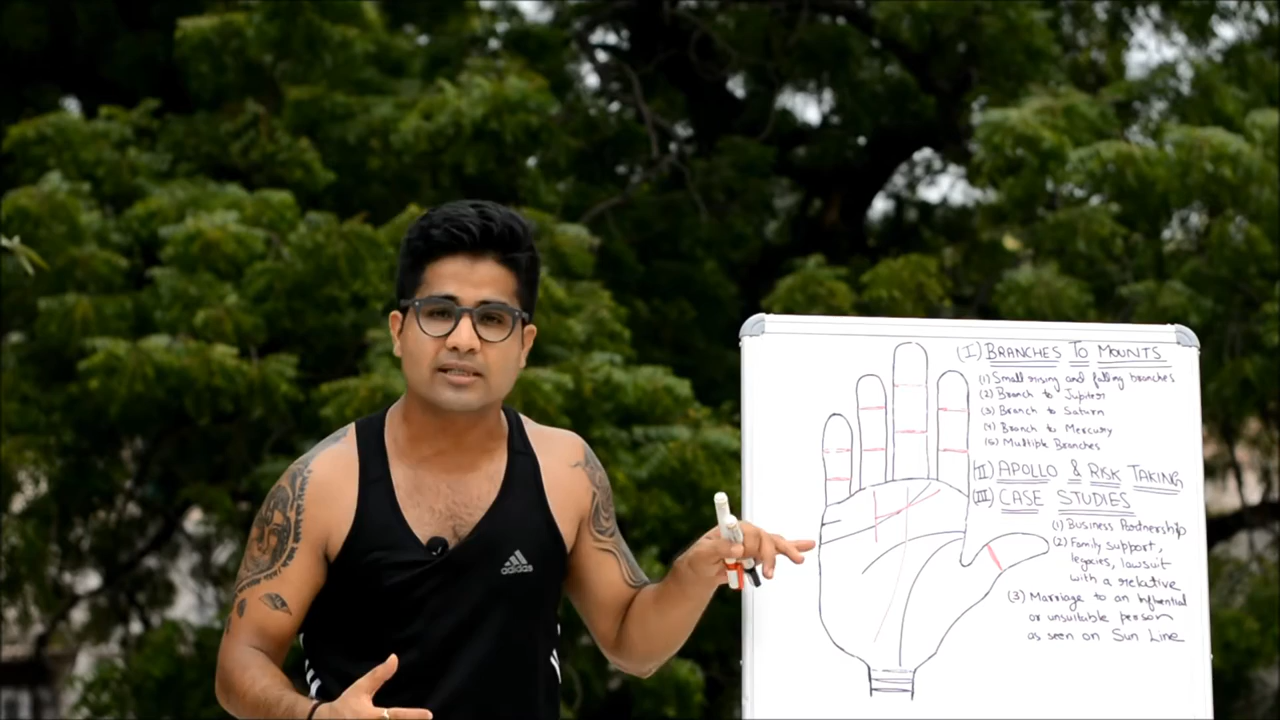 adidas
(I) BRANCHES TO MOUNTS
(1) Small rising and falling branches
(2) Branch to Jupiter
(3) Branch to Saturn
(4) Branch to Mercury
(5) Multiple Branches
(II) APOLLO & RISK TAKING
(III) CASE STUDIES
(1) Business Partnership
(2) Family support,
legacies, lawsuit
with a relative
(3) Marriage to an Influential
or unsuitable person
as seen on Sun Line